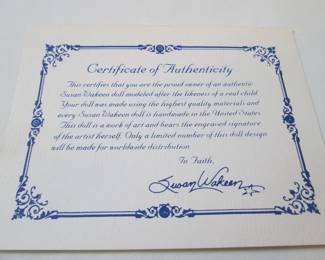 Certificate of Authenticity
This certifies that you are the proud owner of an authentic
Susan Wakeen doll modeled after the likeness of a real child.
Your doll was made using the highest quality materials and
every Susan Wakeen doll is handmade in the United States.
This doll is a work of art and bears the engraved signature
of the artist herself. Only a limited number of this doll design
will be made for worldwide distribution.
In Faith,
Susan Wakeen